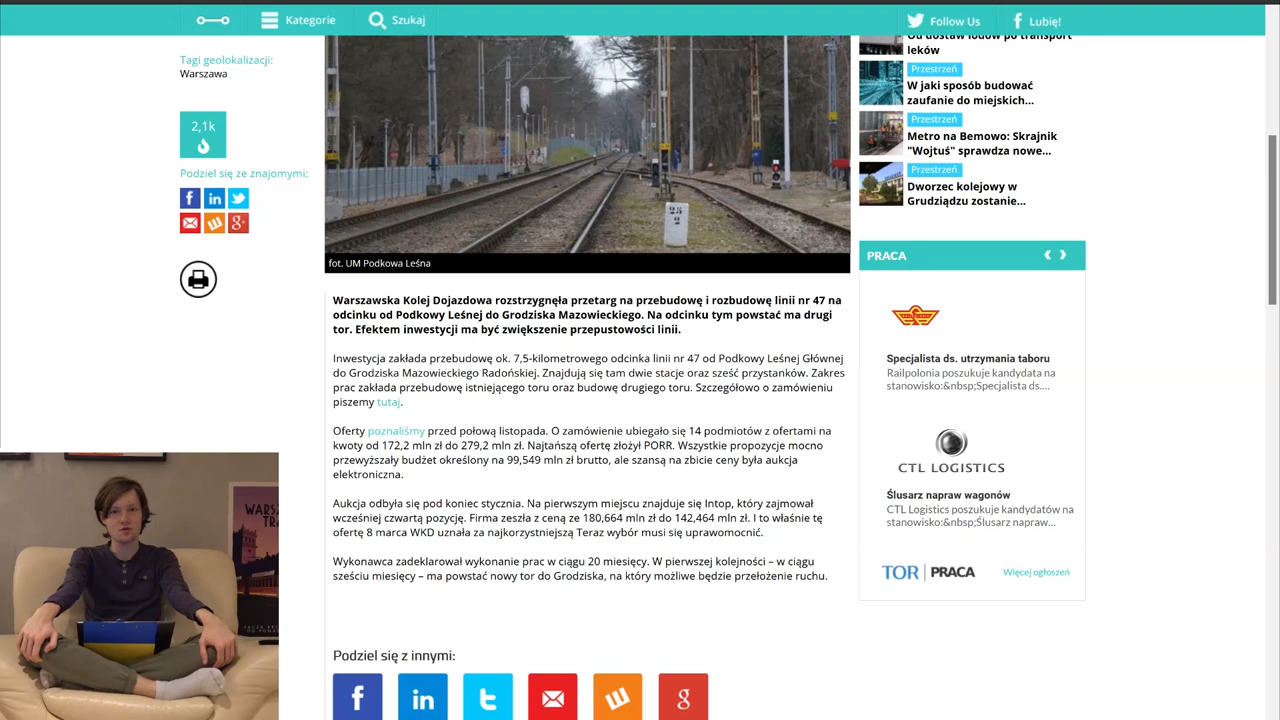 Kategorie
Szukaj
Follow Us
Lubię!
Tagi geolokalizacji:
Warszawa
2,1k
Podziel się ze znajomymi:
25
2
fot. UM Podkowa Leśna
Warszawska Kolej Dojazdowa rozstrzygnęła przetarg na przebudowę i rozbudowę linii nr 47 na
odcinku od Podkowy Leśnej do Grodziska Mazowieckiego. Na odcinku tym powstać ma drugi
tor. Efektem inwestycji ma być zwiększenie przepustowości linii.
Inwestycja zakłada przebudowę ok. 7,5-kilometrowego odcinka linii nr 47 od Podkowy Leśnej Głównej
do Grodziska Mazowieckiego Radońskiej. Znajdują się tam dwie stacje oraz sześć przystanków. Zakres
prac zakłada przebudowę istniejącego toru oraz budowę drugiego toru. Szczegółowo o zamówieniu
piszemy tutaj.
Oferty poznaliśmy przed połową listopada. O zamówienie ubiegało się 14 podmiotów z ofertami na
kwoty od 172,2 mln zł do 279,2 mln zł. Najtańszą ofertę złożył PORR. Wszystkie propozycje mocno
przewyższały budżet określony na 99,549 mln zł brutto, ale szansą na zbicie ceny była aukcja
elektroniczna.
Aukcja odbyła się pod koniec stycznia. Na pierwszym miejscu znajduje się Intop, który zajmował
wcześniej czwartą pozycję. Firma zeszła z ceną ze 180,664 mln zł do 142,464 mln zł. I to właśnie tę
ofertę 8 marca WKD uznała za najkorzystniejszą Teraz wybór musi się uprawomocnić.
Wykonawca zadeklarował wykonanie prac w ciągu 20 miesięcy. W pierwszej kolejności – w ciągu
sześciu miesięcy – ma powstać nowy tor do Grodziska, na który możliwe będzie przełożenie ruchu.
Podziel się z innymi:
Od dostaw lodów po transport
leków
Przestrzeń
W jaki sposób budować
zaufanie do miejskich...
Przestrzeń
Metro na Bemowo: Skrajnik
"Wojtuś" sprawdza nowe...
Przestrzeń
Dworzec kolejowy w
Grudziądzu zostanie...
PRACA
Specjalista ds. utrzymania taboru
Railpolonia poszukuje kandydata na
stanowisko:&nbsp;Specjalista ds....
CTL LOGISTICS
Ślusarz napraw wagonów
CTL Logistics poszukuje kandydatów na
stanowisko:&nbsp;Ślusarz napraw...
TOR PRACA
Więcej ogłoszeń